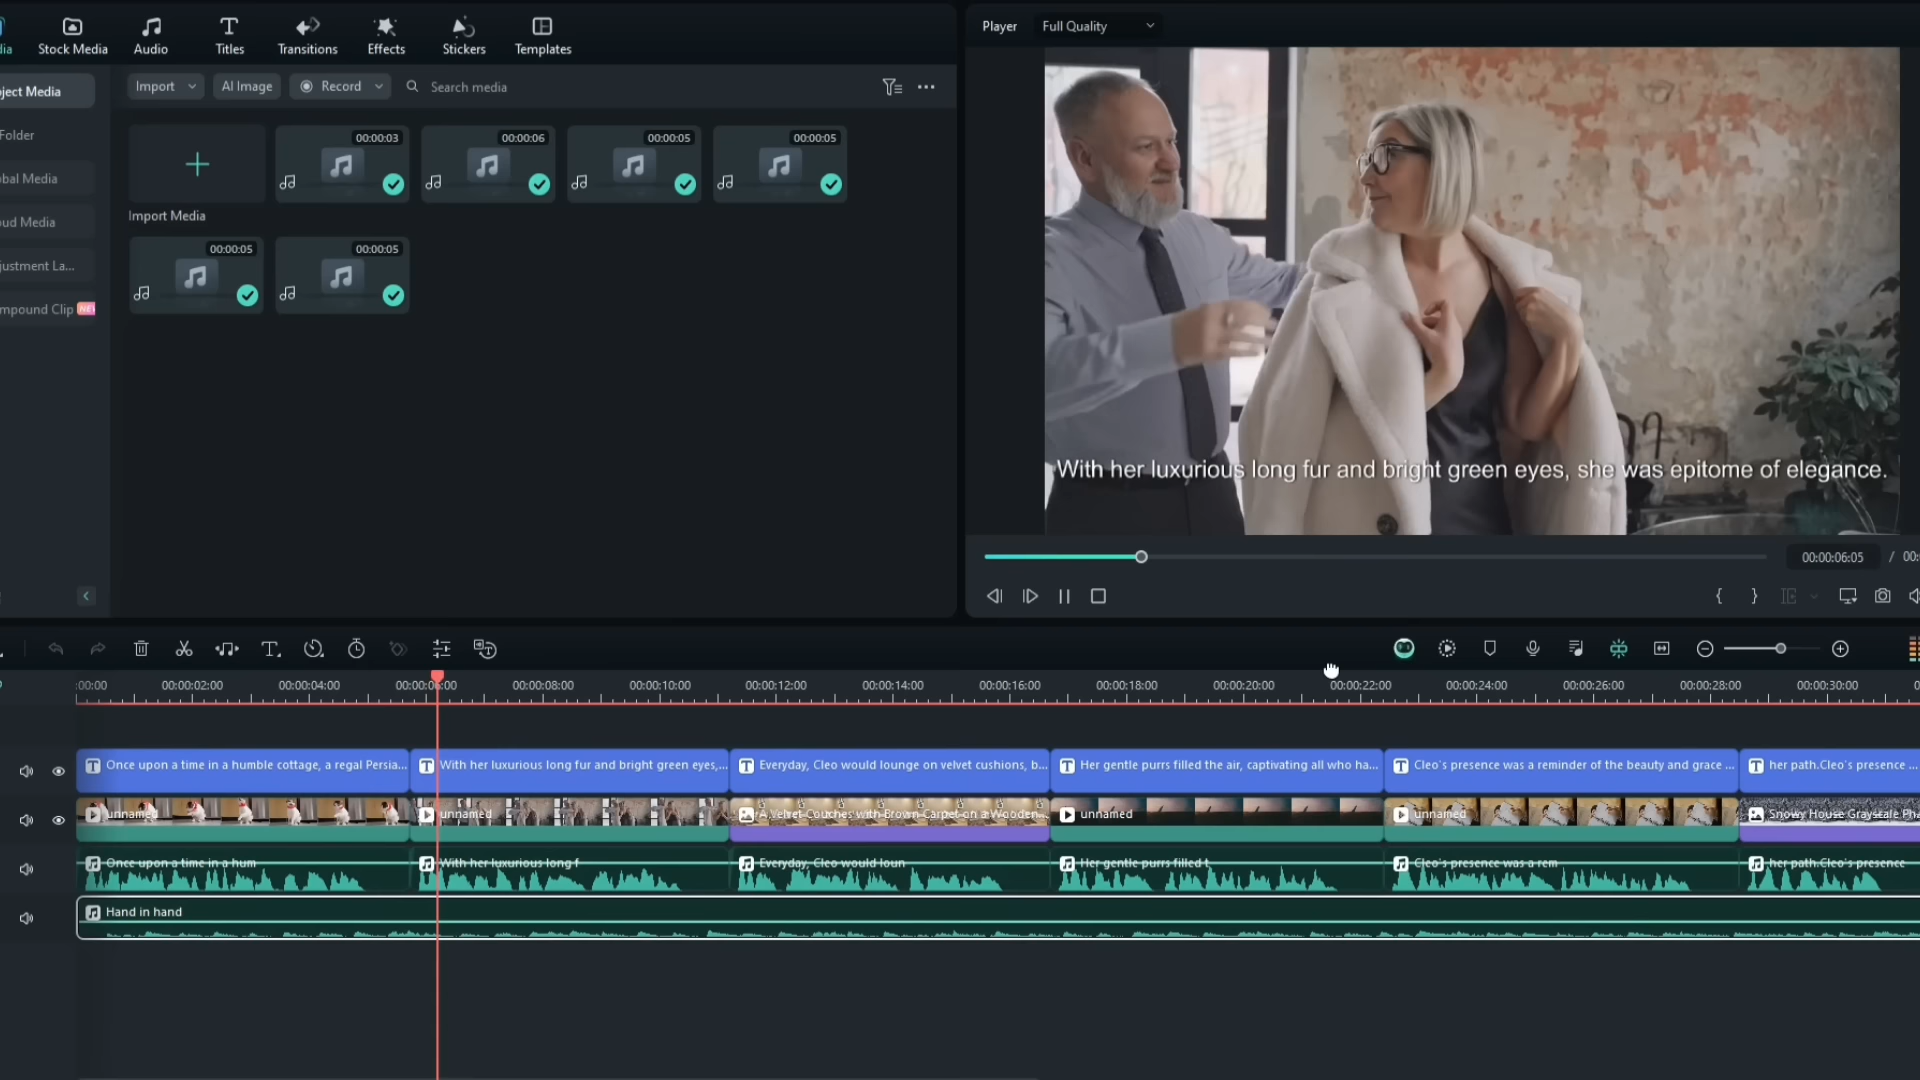 Stock Media
Audio
Titles
Transitions
Effects
Stickers
Templates
Player
Full Quality
ject Media
Import
AI Image
Record
Search media
Folder
bal Media
ud Media
justment La...
mpound Clip
00:00:03
00:00:06
00:00:05
00:00:05
Import Media
00:00:05
00:00:05
With her luxurious long fur and bright green eyes, she was epitome of elegance.
00:00:06:05 / 00:
:00:00 00:00:02:00 00:00:04:00 00:00:06:00 00:00:08:00 00:00:10:00 00:00:12:00 00:00:14:00 00:00:16:00 00:00:18:00 00:00:20:00 00:00:22:00 00:00:24:00 00:00:26:00 00:00:28:00 00:00:30:00
Once upon a time in a humble cottage, a regal Persia... With her luxurious long fur and bright green eyes,... Everyday, Cleo would lounge on velvet cushions, b... Her gentle purrs filled the air, captivating all who ha... Cleo's presence was a reminder of the beauty and grace ... her path.Cleo's presence ...
unnamed unnamed A Velvet Couches with Brown Carpet on a Wooden... unnamed unnamed Snowy House Grayscale Pha
Once upon a time in a hum With her luxurious long f Everyday, Cleo would loun Her gentle purrs filled t Cleo's presence was a rem her path.Cleo's presence
Hand in hand